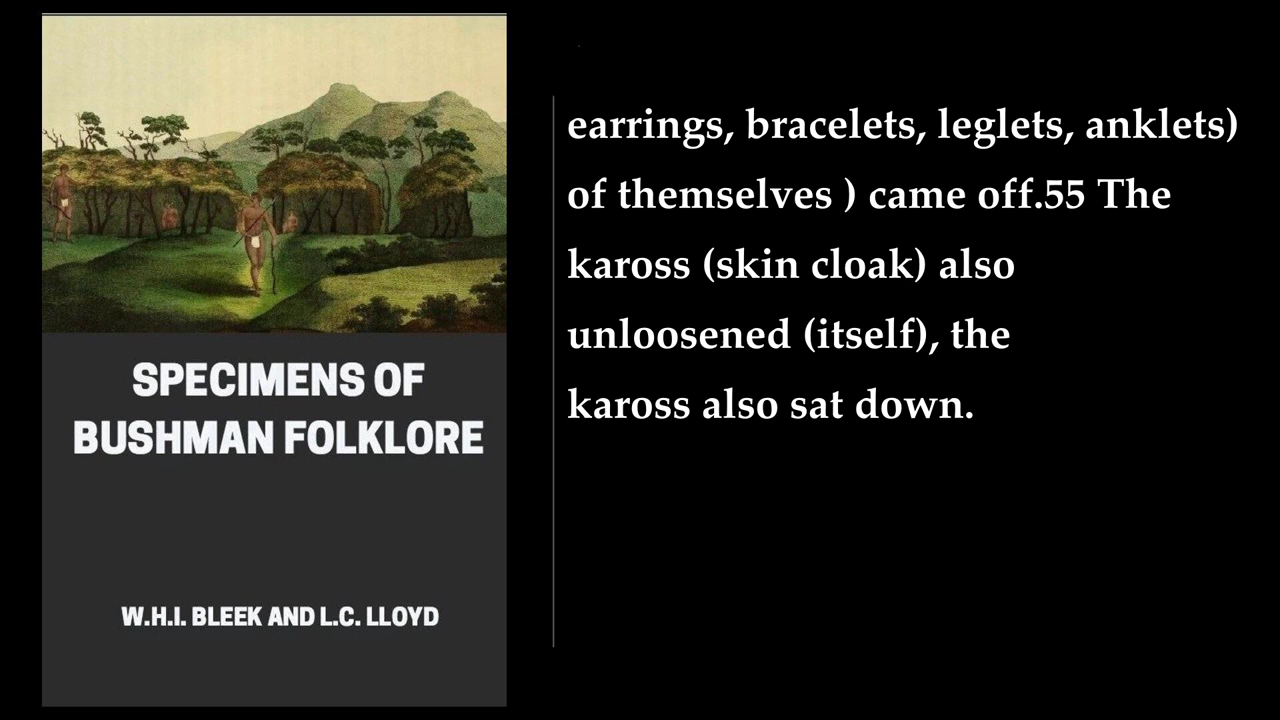 SPECIMENS OF
BUSHMAN FOLKLORE
W.H.I. BLEEK AND L.C. LLOYD
earrings, bracelets, leglets, anklets)
of themselves ) came off.55 The
kaross (skin cloak) also
unloosened (itself), the
kaross also sat down.